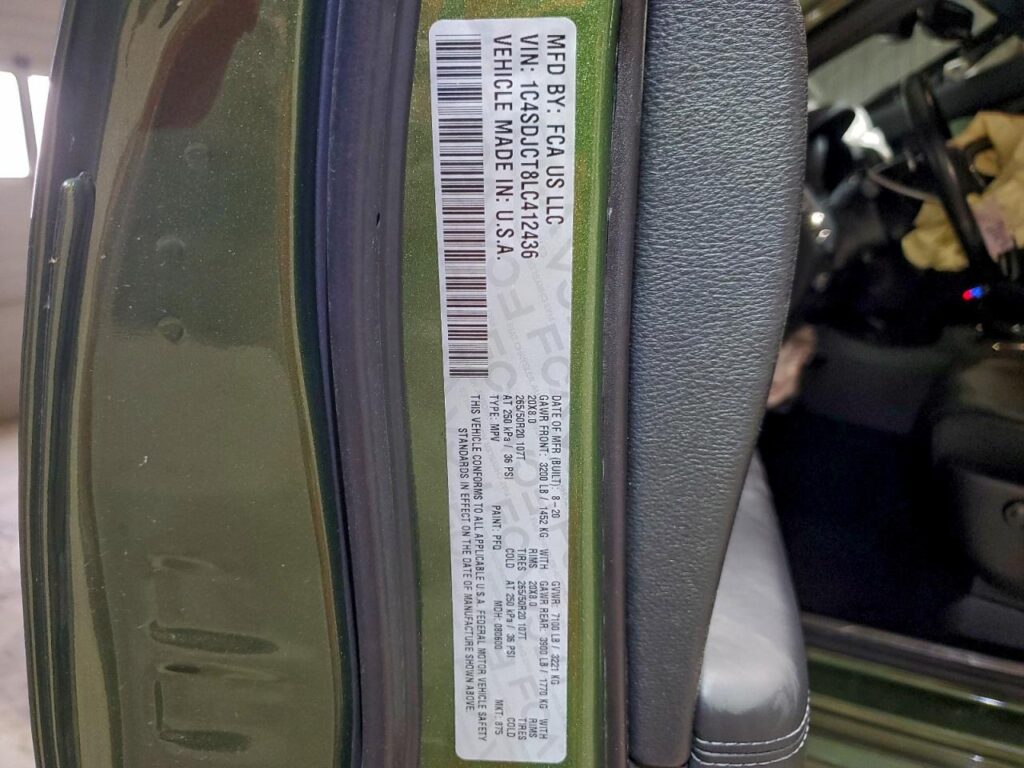 MFD BY: FCA US LLC
VIN: 1C4SDJCT8LC412436
VEHICLE MADE IN: U.S.A.
DATE OF MFR (BUILT): 8-20 GVWR: 7100 LB / 3221 KG
GAWR FRONT: 3200 LB / 1452 KG WITH GAWR REAR: 3900 LB / 1770 KG WITH
20X8.0 RIMS 20X8.0 RIMS
265/50R20 107T TIRES 265/50R20 107T TIRES
AT 250 kPa / 36 PSI COLD AT 250 kPa / 36 PSI COLD
TYPE: MPV PAINT: PFQ MDH: 080600 MKT: 875
THIS VEHICLE CONFORMS TO ALL APPLICABLE U.S.A. FEDERAL MOTOR VEHICLE SAFETY
STANDARDS IN EFFECT ON THE DATE OF MANUFACTURE SHOWN ABOVE.